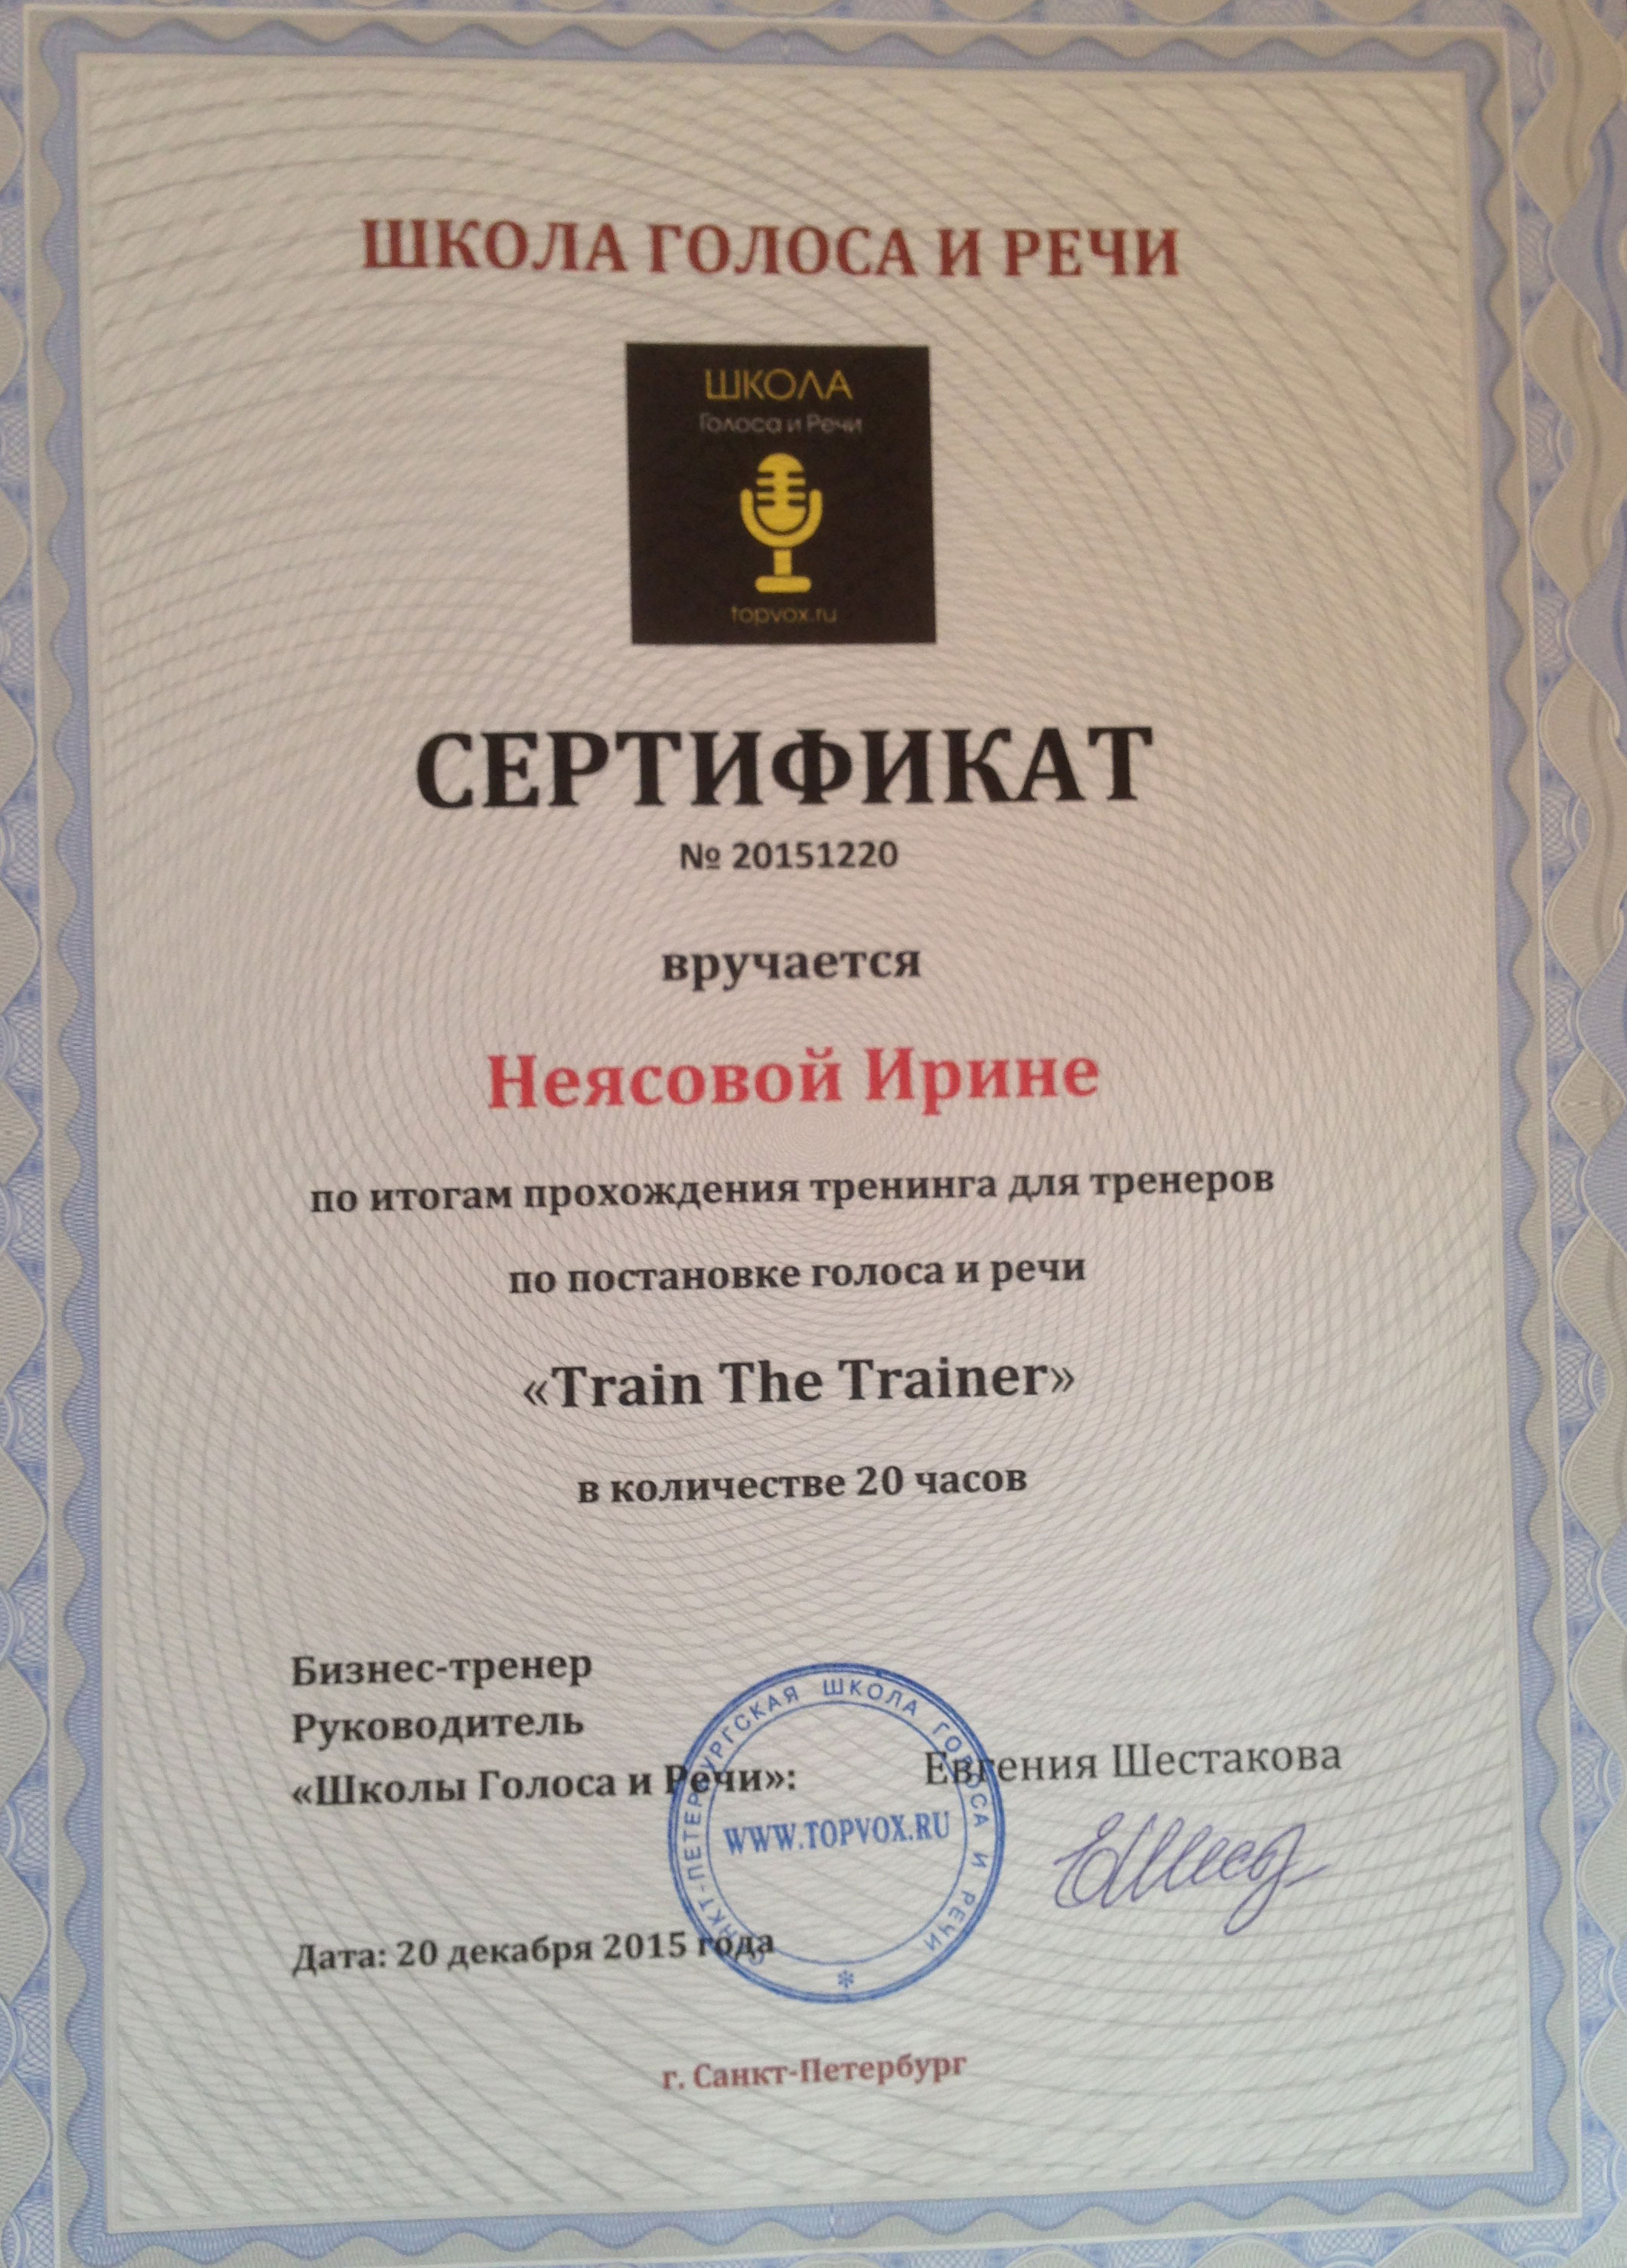 ШКОЛА ГОЛОСА И РЕЧИ
ШКОЛА
Голоса и Речи
topvox.ru
СЕРТИФИКАТ
№ 20151220
вручается
Неясовой Ирине
по итогам прохождения тренинга для тренеров
по постановке голоса и речи
«Train The Trainer»
в количестве 20 часов
Бизнес-тренер
Руководитель
«Школы Голоса и Речи»:
Евгения Шестакова
САНКТ-ПЕТЕРБУРГСКАЯ ШКОЛА ГОЛОСА И РЕЧИ
WWW.TOPVOX.RU
Дата: 20 декабря 2015 года
г. Санкт-Петербург